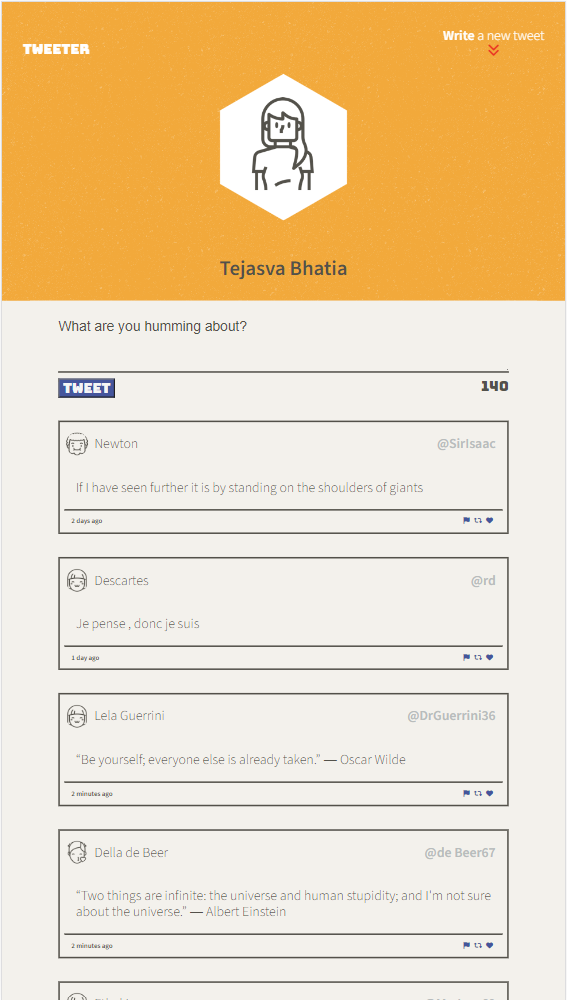 TWEETER
Write a new tweet
Tejasva Bhatia
What are you humming about?
TWEET
140
Newton
@SirIsaac
If I have seen further it is by standing on the shoulders of giants
2 days ago
Descartes
@rd
Je pense , donc je suis
1 day ago
Lela Guerrini
@DrGuerrini36
“Be yourself; everyone else is already taken.” ― Oscar Wilde
2 minutes ago
Della de Beer
@de Beer67
“Two things are infinite: the universe and human stupidity; and I'm not sure
about the universe.” ― Albert Einstein
2 minutes ago